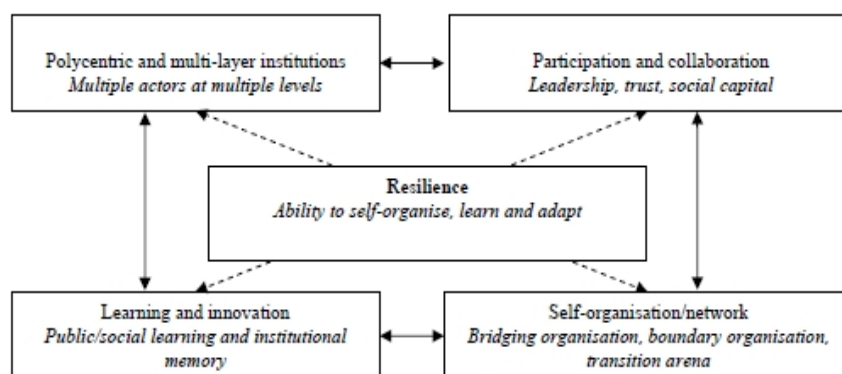 Polycentric and multi-layer institutions
Multiple actors at multiple levels
Participation and collaboration
Leadership, trust, social capital
Resilience
Ability to self-organise, learn and adapt
Learning and innovation
Public/social learning and institutional
memory
Self-organisation/network
Bridging organisation, boundary organisation,
transition arena